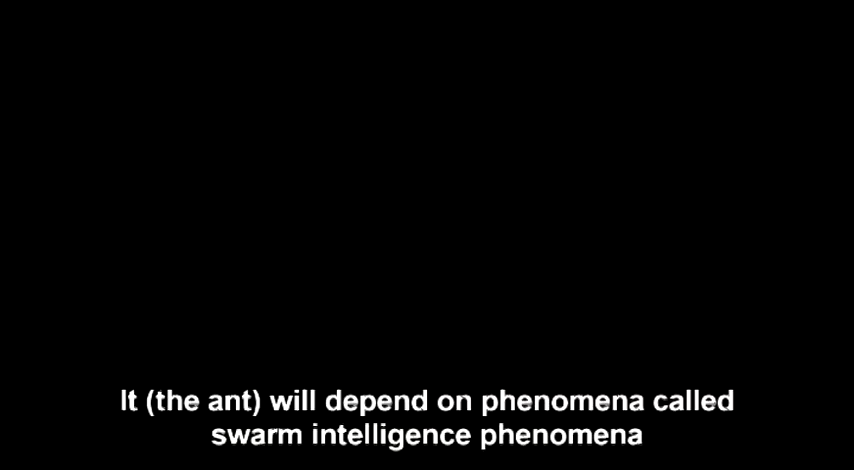 It (the ant) will depend on phenomena called
swarm intelligence phenomena